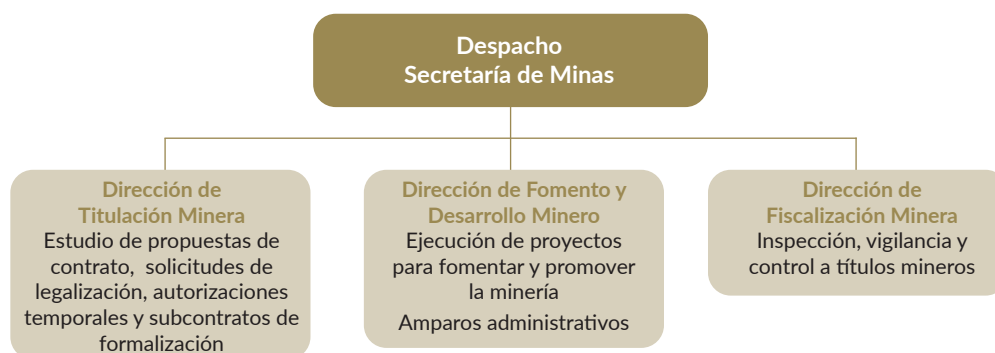 Despacho
Secretaría de Minas
Dirección de
Titulación Minera
Estudio de propuestas de
contrato, solicitudes de
legalización, autorizaciones
temporales y subcontratos de
formalización
Dirección de Fomento y
Desarrollo Minero
Ejecución de proyectos
para fomentar y promover
la minería
Amparos administrativos
Dirección de
Fiscalización Minera
Inspección, vigilancia y
control a títulos mineros